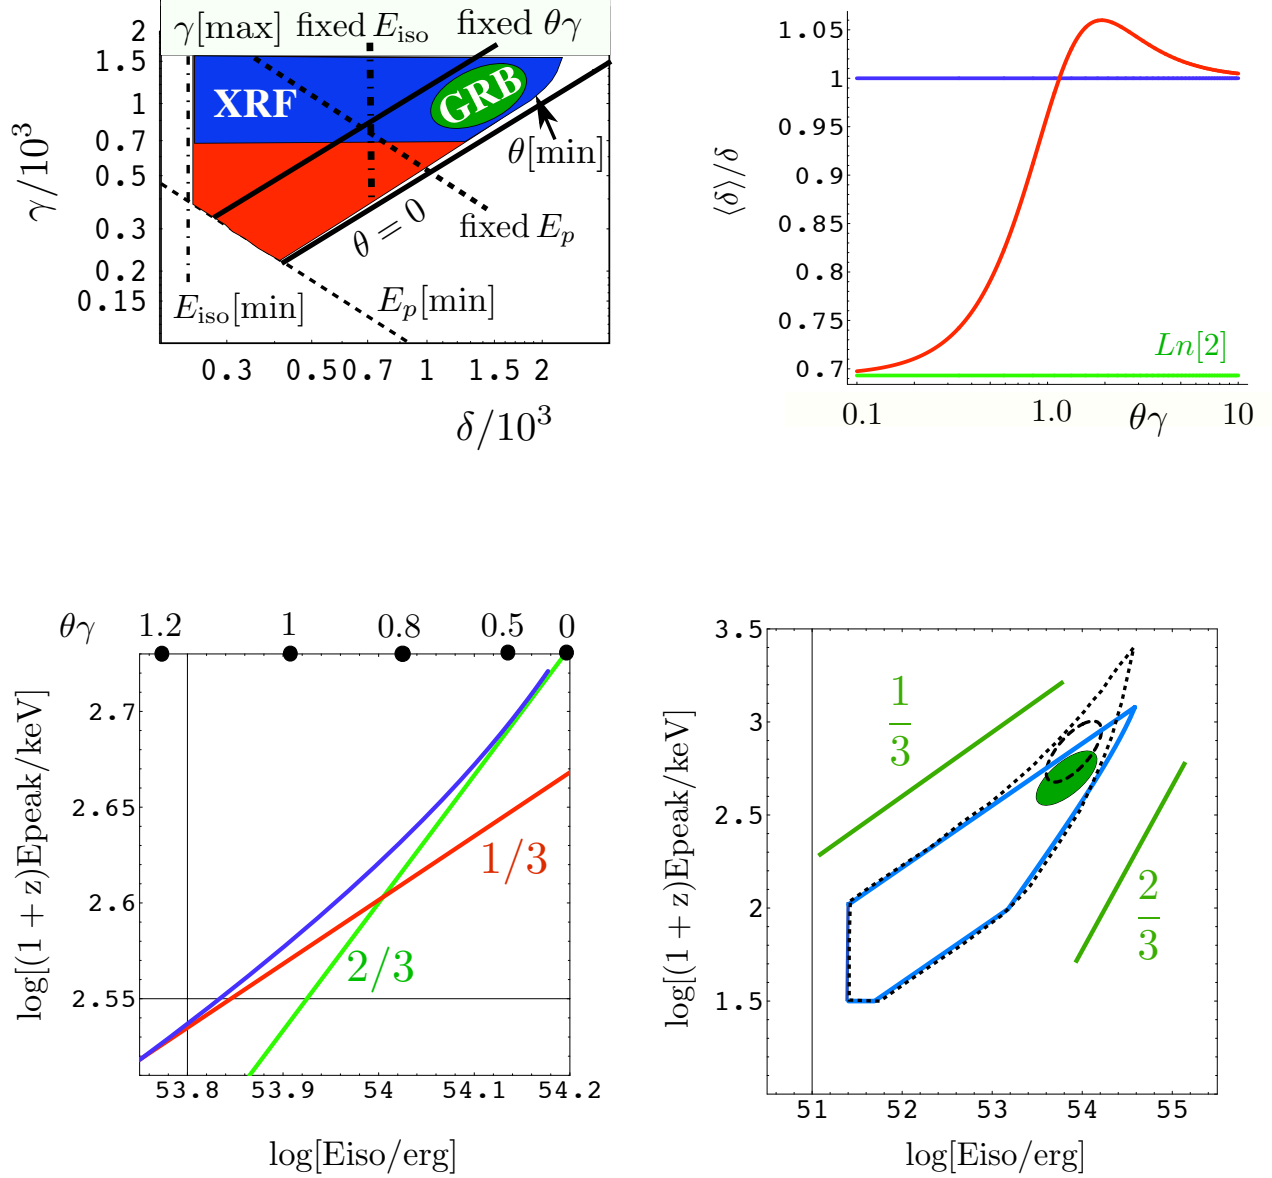 γ[max] fixed E_iso fixed θγ
2
1.5
1
0.7
0.5
0.3
0.2
0.15
γ/10³
XRF
GRB
θ[min]
θ = 0
fixed E_p
E_iso[min]
E_p[min]
0.3 0.5 0.7 1 1.5 2
δ/10³
1.05
1
0.95
0.9
0.85
0.8
0.75
0.7
⟨δ⟩/δ
Ln[2]
0.1 1.0 θγ 10
θγ 1.2 1 0.8 0.5 0
2.7
2.65
2.6
2.55
log[(1 + z)Epeak/keV]
1/3
2/3
53.8 53.9 54 54.1 54.2
log[Eiso/erg]
3.5
3
2.5
2
1.5
log[(1 + z)Epeak/keV]
1
3
2
3
51 52 53 54 55
log[Eiso/erg]